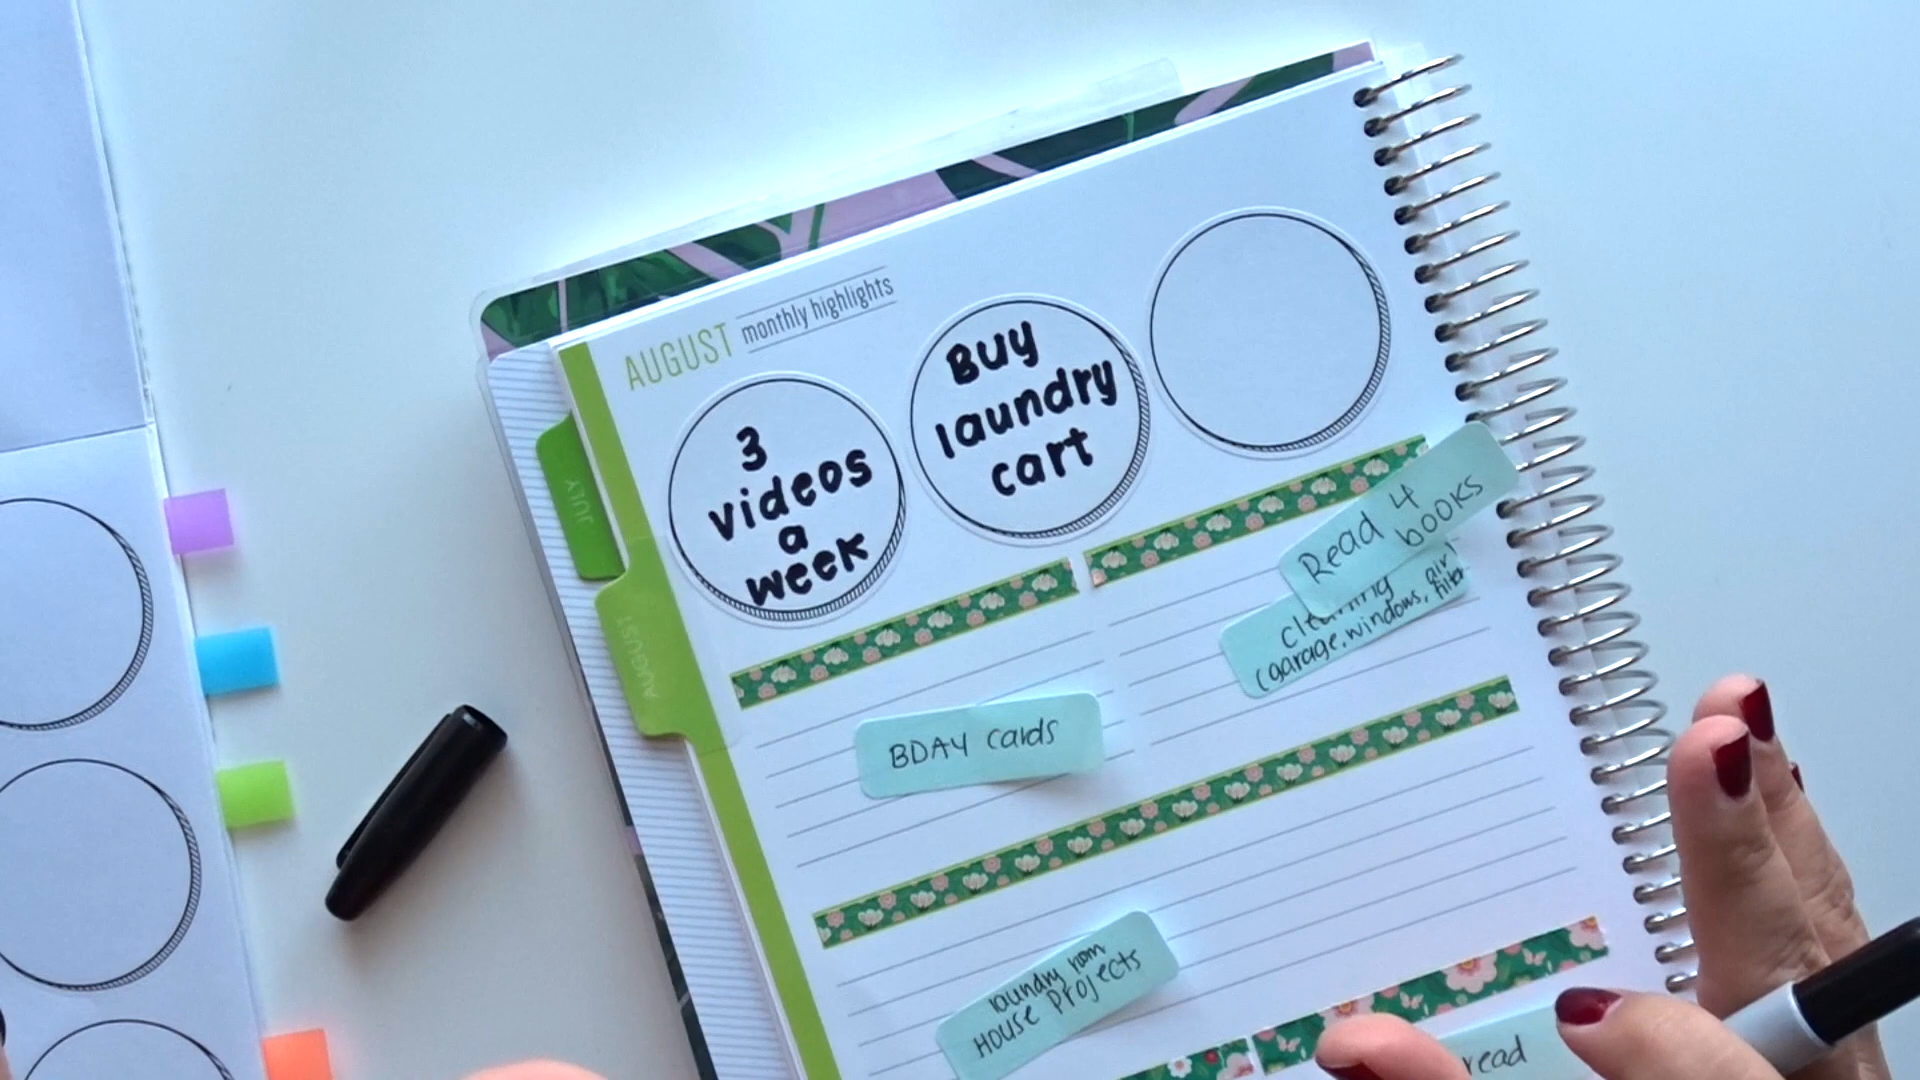 AUGUST monthly highlights
3
videos
a
week
Buy
laundry
cart
JULY
AUGUST
Read 4
books
cleaning
(garage, windows, air
BDAY cards
laundry room
House Projects
read